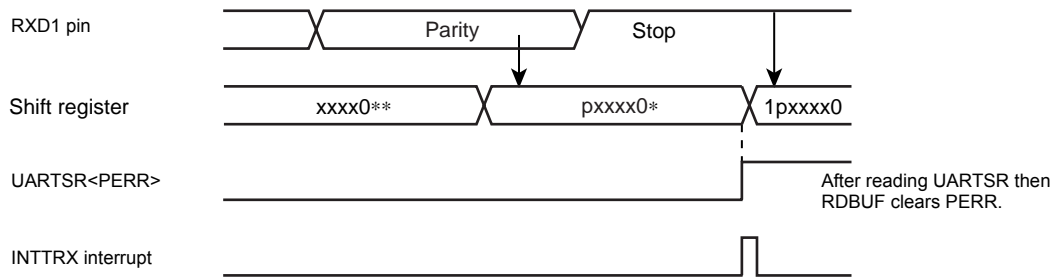 RXD1 pin
Parity
Stop
Shift register
xxxx0**
pxxxx0*
1pxxxx0
UARTSR<PERR>
After reading UARTSR then
RDBUF clears PERR.
INTTRX interrupt